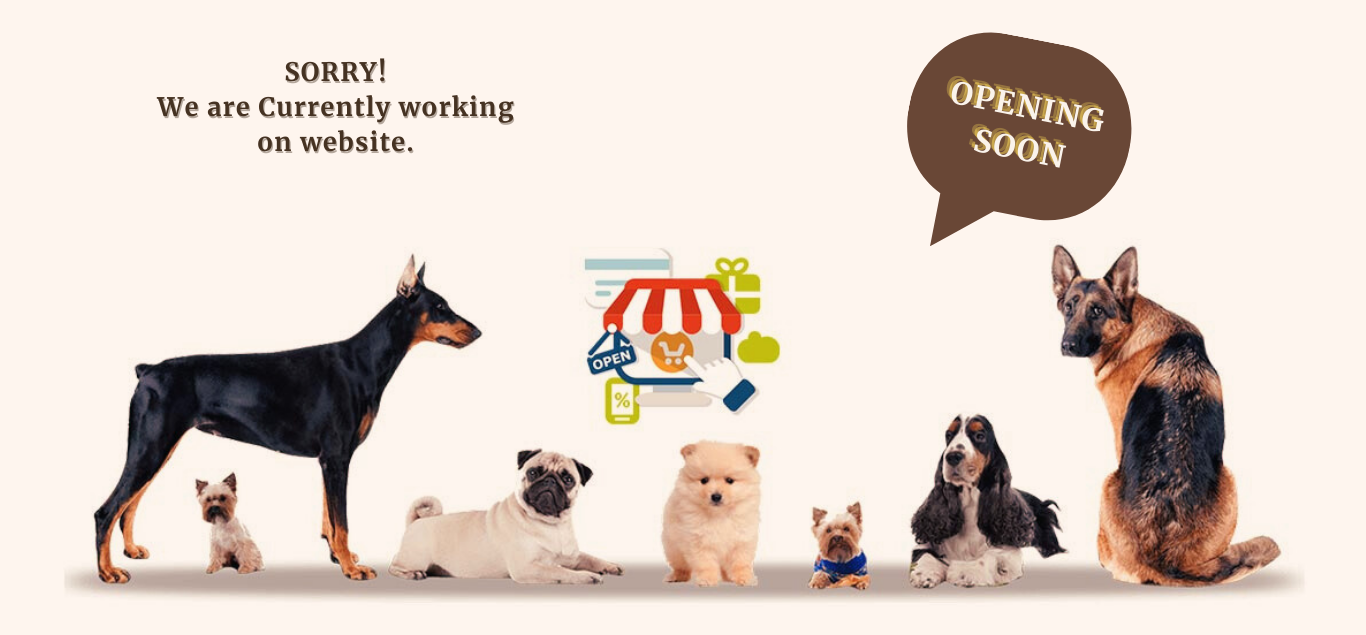 SORRY!
We are Currently working
on website.
OPENING
SOON
OPEN
%